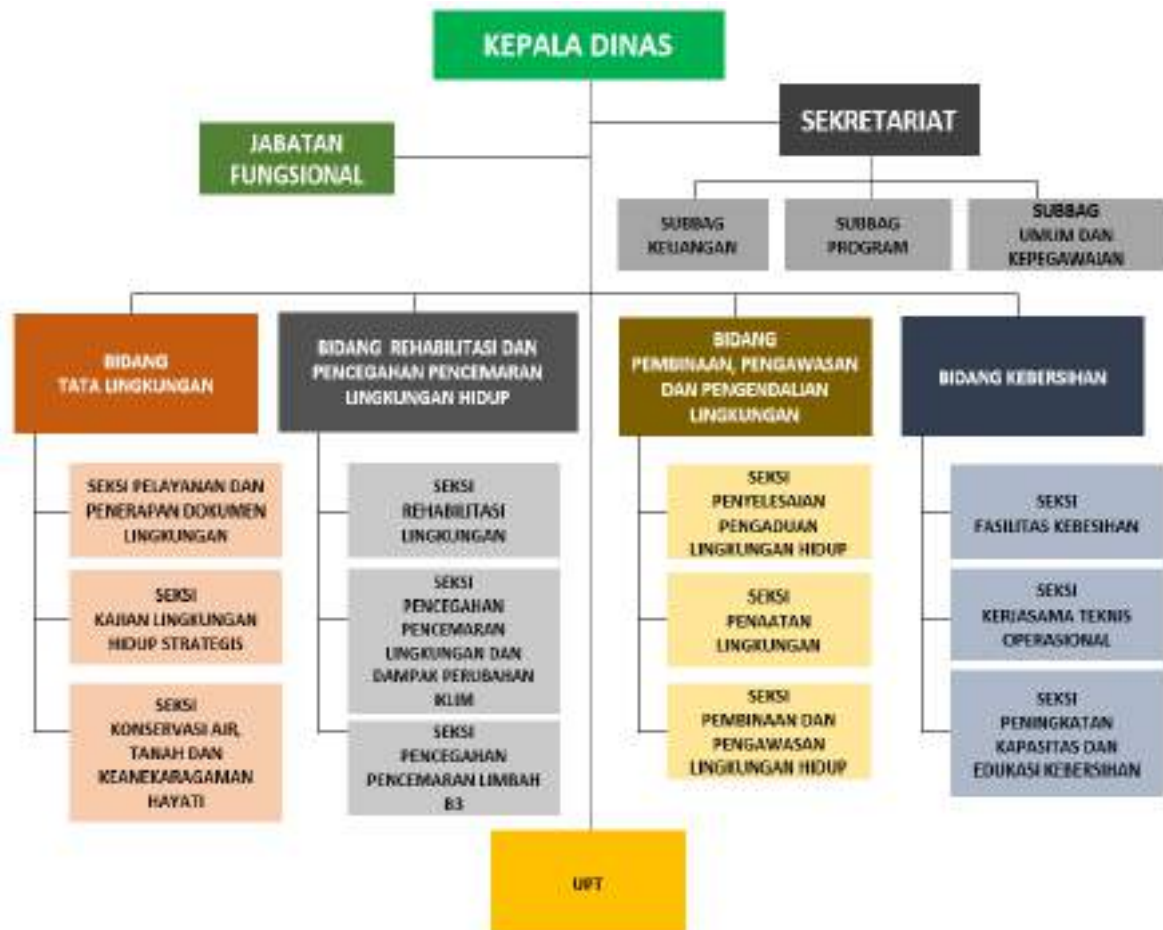 KEPALA DINAS
SEKRETARIAT
JABATAN
FUNGSIONAL
SUBBAG
KEUANGAN
SUBBAG
PROGRAM
SUBBAG
UMUM DAN
KEPEGAWAIAN
BIDANG
TATA LINGKUNGAN
BIDANG REHABILITASI DAN
PENCEGAHAN PENCEMARAN
LINGKUNGAN HIDUP
BIDANG
PEMBINAAN, PENGAWASAN
DAN PENGENDALIAN
LINGKUNGAN
BIDANG KEBERSIHAN
SEKSI PELAYANAN DAN
PENERAPAN DOKUMEN
LINGKUNGAN
SEKSI
KAJIAN LINGKUNGAN
HIDUP STRATEGIS
SEKSI
KONSERVASI AIR,
TANAH DAN
KEANEKARAGAMAN
HAYATI
SEKSI
REHABILITASI
LINGKUNGAN
SEKSI
PENCEGAHAN
PENCEMARAN
LINGKUNGAN DAN
DAMPAK PERUBAHAN
IKLIM
SEKSI
PENCEGAHAN
PENCEMARAN LIMBAH
B3
SEKSI
PENYELESAIAN
PENGADUAN
LINGKUNGAN HIDUP
SEKSI
PENAATAN
LINGKUNGAN
SEKSI
PEMBINAAN DAN
PENGAWASAN
LINGKUNGAN HIDUP
SEKSI
FASILITAS KEBESIHAN
SEKSI
KERJASAMA TEKNIS
OPERASIONAL
SEKSI
PENINGKATAN
KAPASITAS DAN
EDUKASI KEBERSIHAN
UPT